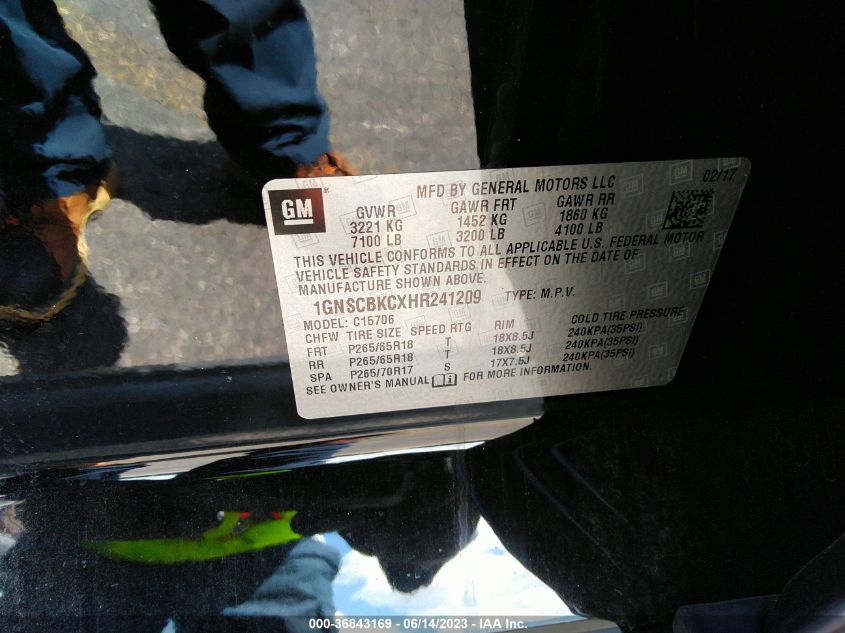 GM
MFD BY GENERAL MOTORS LLC 02/17
GVWR GAWR FRT GAWR RR
3221 KG 1452 KG 1860 KG
7100 LB 3200 LB 4100 LB
THIS VEHICLE CONFORMS TO ALL APPLICABLE U.S. FEDERAL MOTOR
VEHICLE SAFETY STANDARDS IN EFFECT ON THE DATE OF
MANUFACTURE SHOWN ABOVE.
1GNSCBKCXHR241209 TYPE: M.P.V.
MODEL: C15706
CHFW TIRE SIZE SPEED RTG RIM COLD TIRE PRESSURE
FRT P265/65R18 T 18X8.5J 240KPA(35PSI)
RR P265/65R18 T 18X8.5J 240KPA(35PSI)
SPA P265/70R17 S 17X7.5J 240KPA(35PSI)
SEE OWNER'S MANUAL FOR MORE INFORMATION.
000-36843169 - 06/14/2023 - IAA Inc.